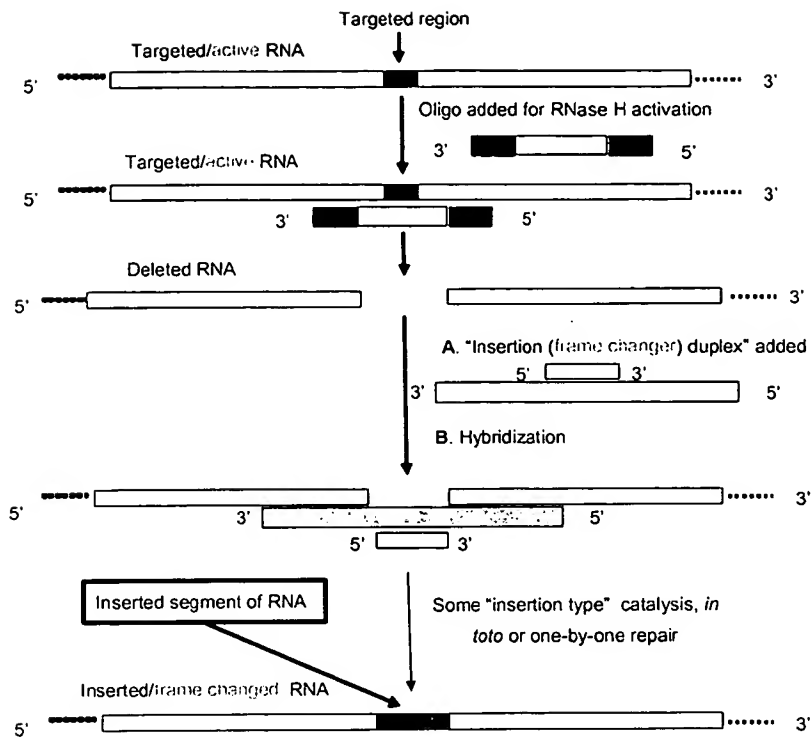 Targeted region
Targeted/active RNA
5' 3'
Oligo added for RNase H activation
3' 5'
Targeted/active RNA
5' 3'
3' 5'
Deleted RNA
5' 3'
A. "Insertion (frame changer) duplex" added
5' 3'
3' 5'
B. Hybridization
5' 3'
3' 5'
5' 3'
Inserted segment of RNA
Some "insertion type" catalysis, in
toto or one-by-one repair
Inserted/frame changed RNA
5' 3'